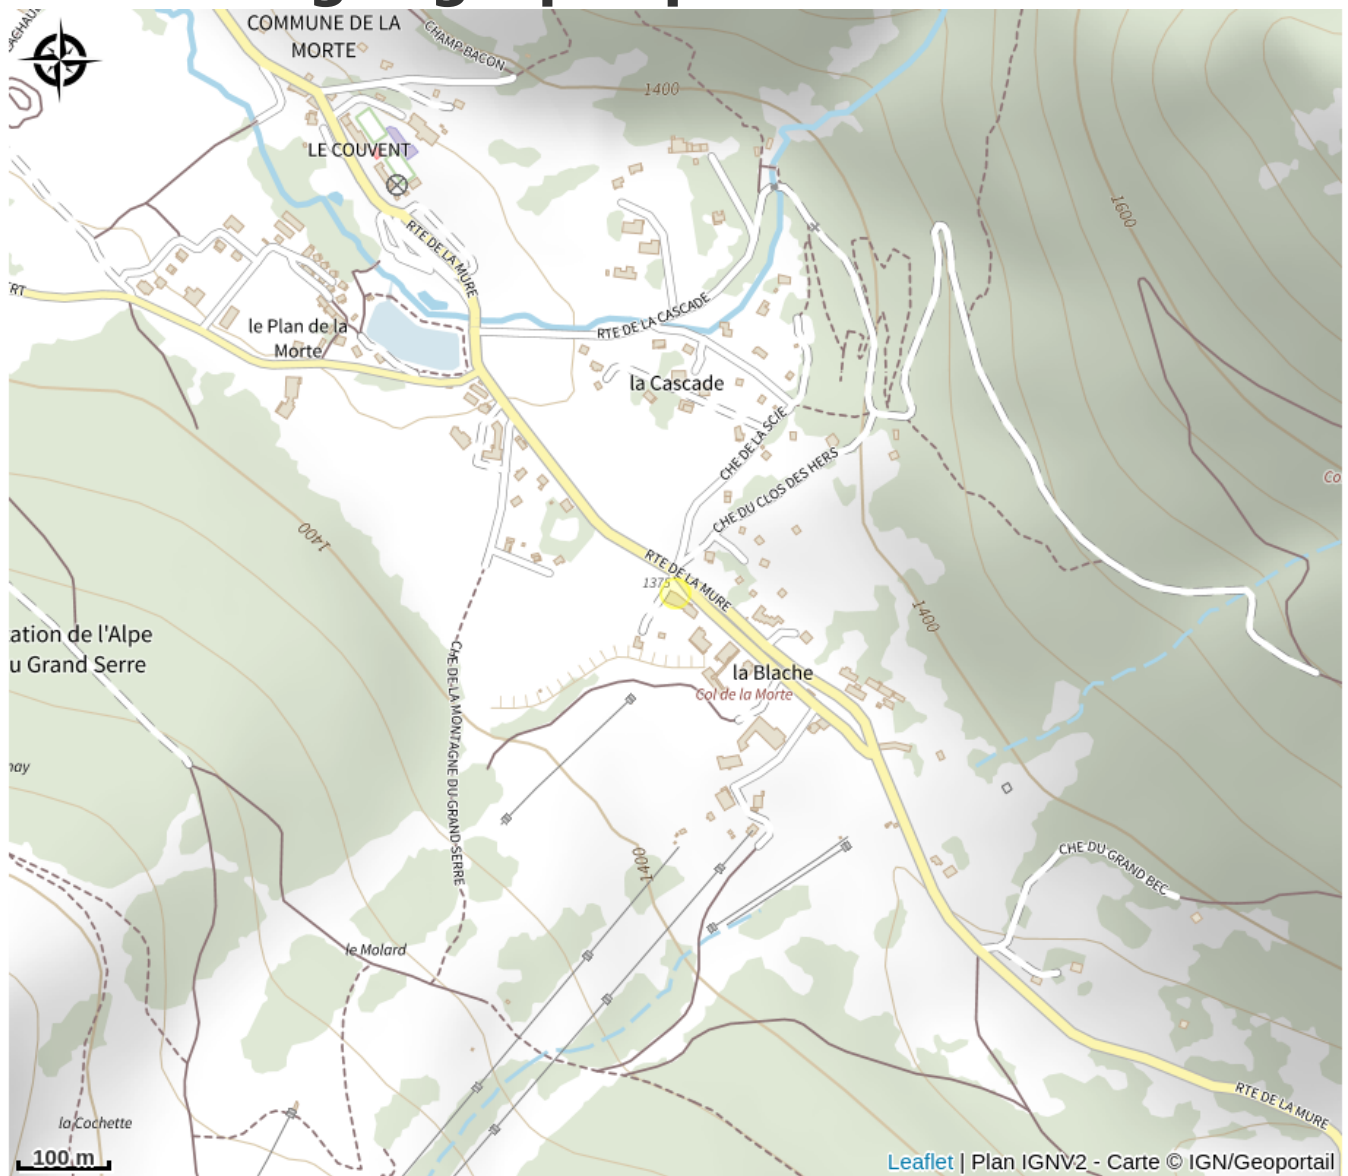 COMMUNE DE LA
MORTE
CHAMP BACON
1400
LE COUVENT
1600
RTE DE LA MURE
RT
RTE DE LA CASCADE
le Plan de la
Morte
la Cascade
CHE DE LA SCIE
CHE DU CLOS DES HERS
Co
1400
RTE DE LA MURE
1375
1400
ation de l'Alpe
u Grand Serre
CHE DE LA MONTAGNE DU GRAND SERRE
la Blache
Col de la Morte
nay
1400
CHE DU GRAND BEC
le Molard
RTE DE LA MURE
la Cochette
100 m
Leaflet | Plan IGNV2 - Carte © IGN/Geoportail